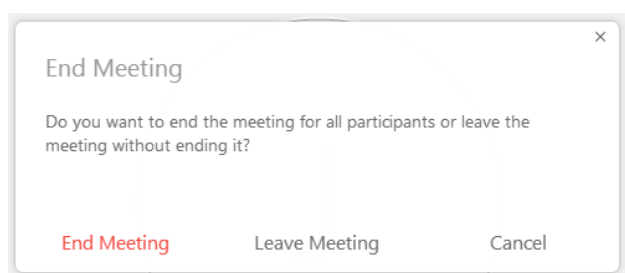 End Meeting
Do you want to end the meeting for all participants or leave the
meeting without ending it?
End Meeting Leave Meeting Cancel